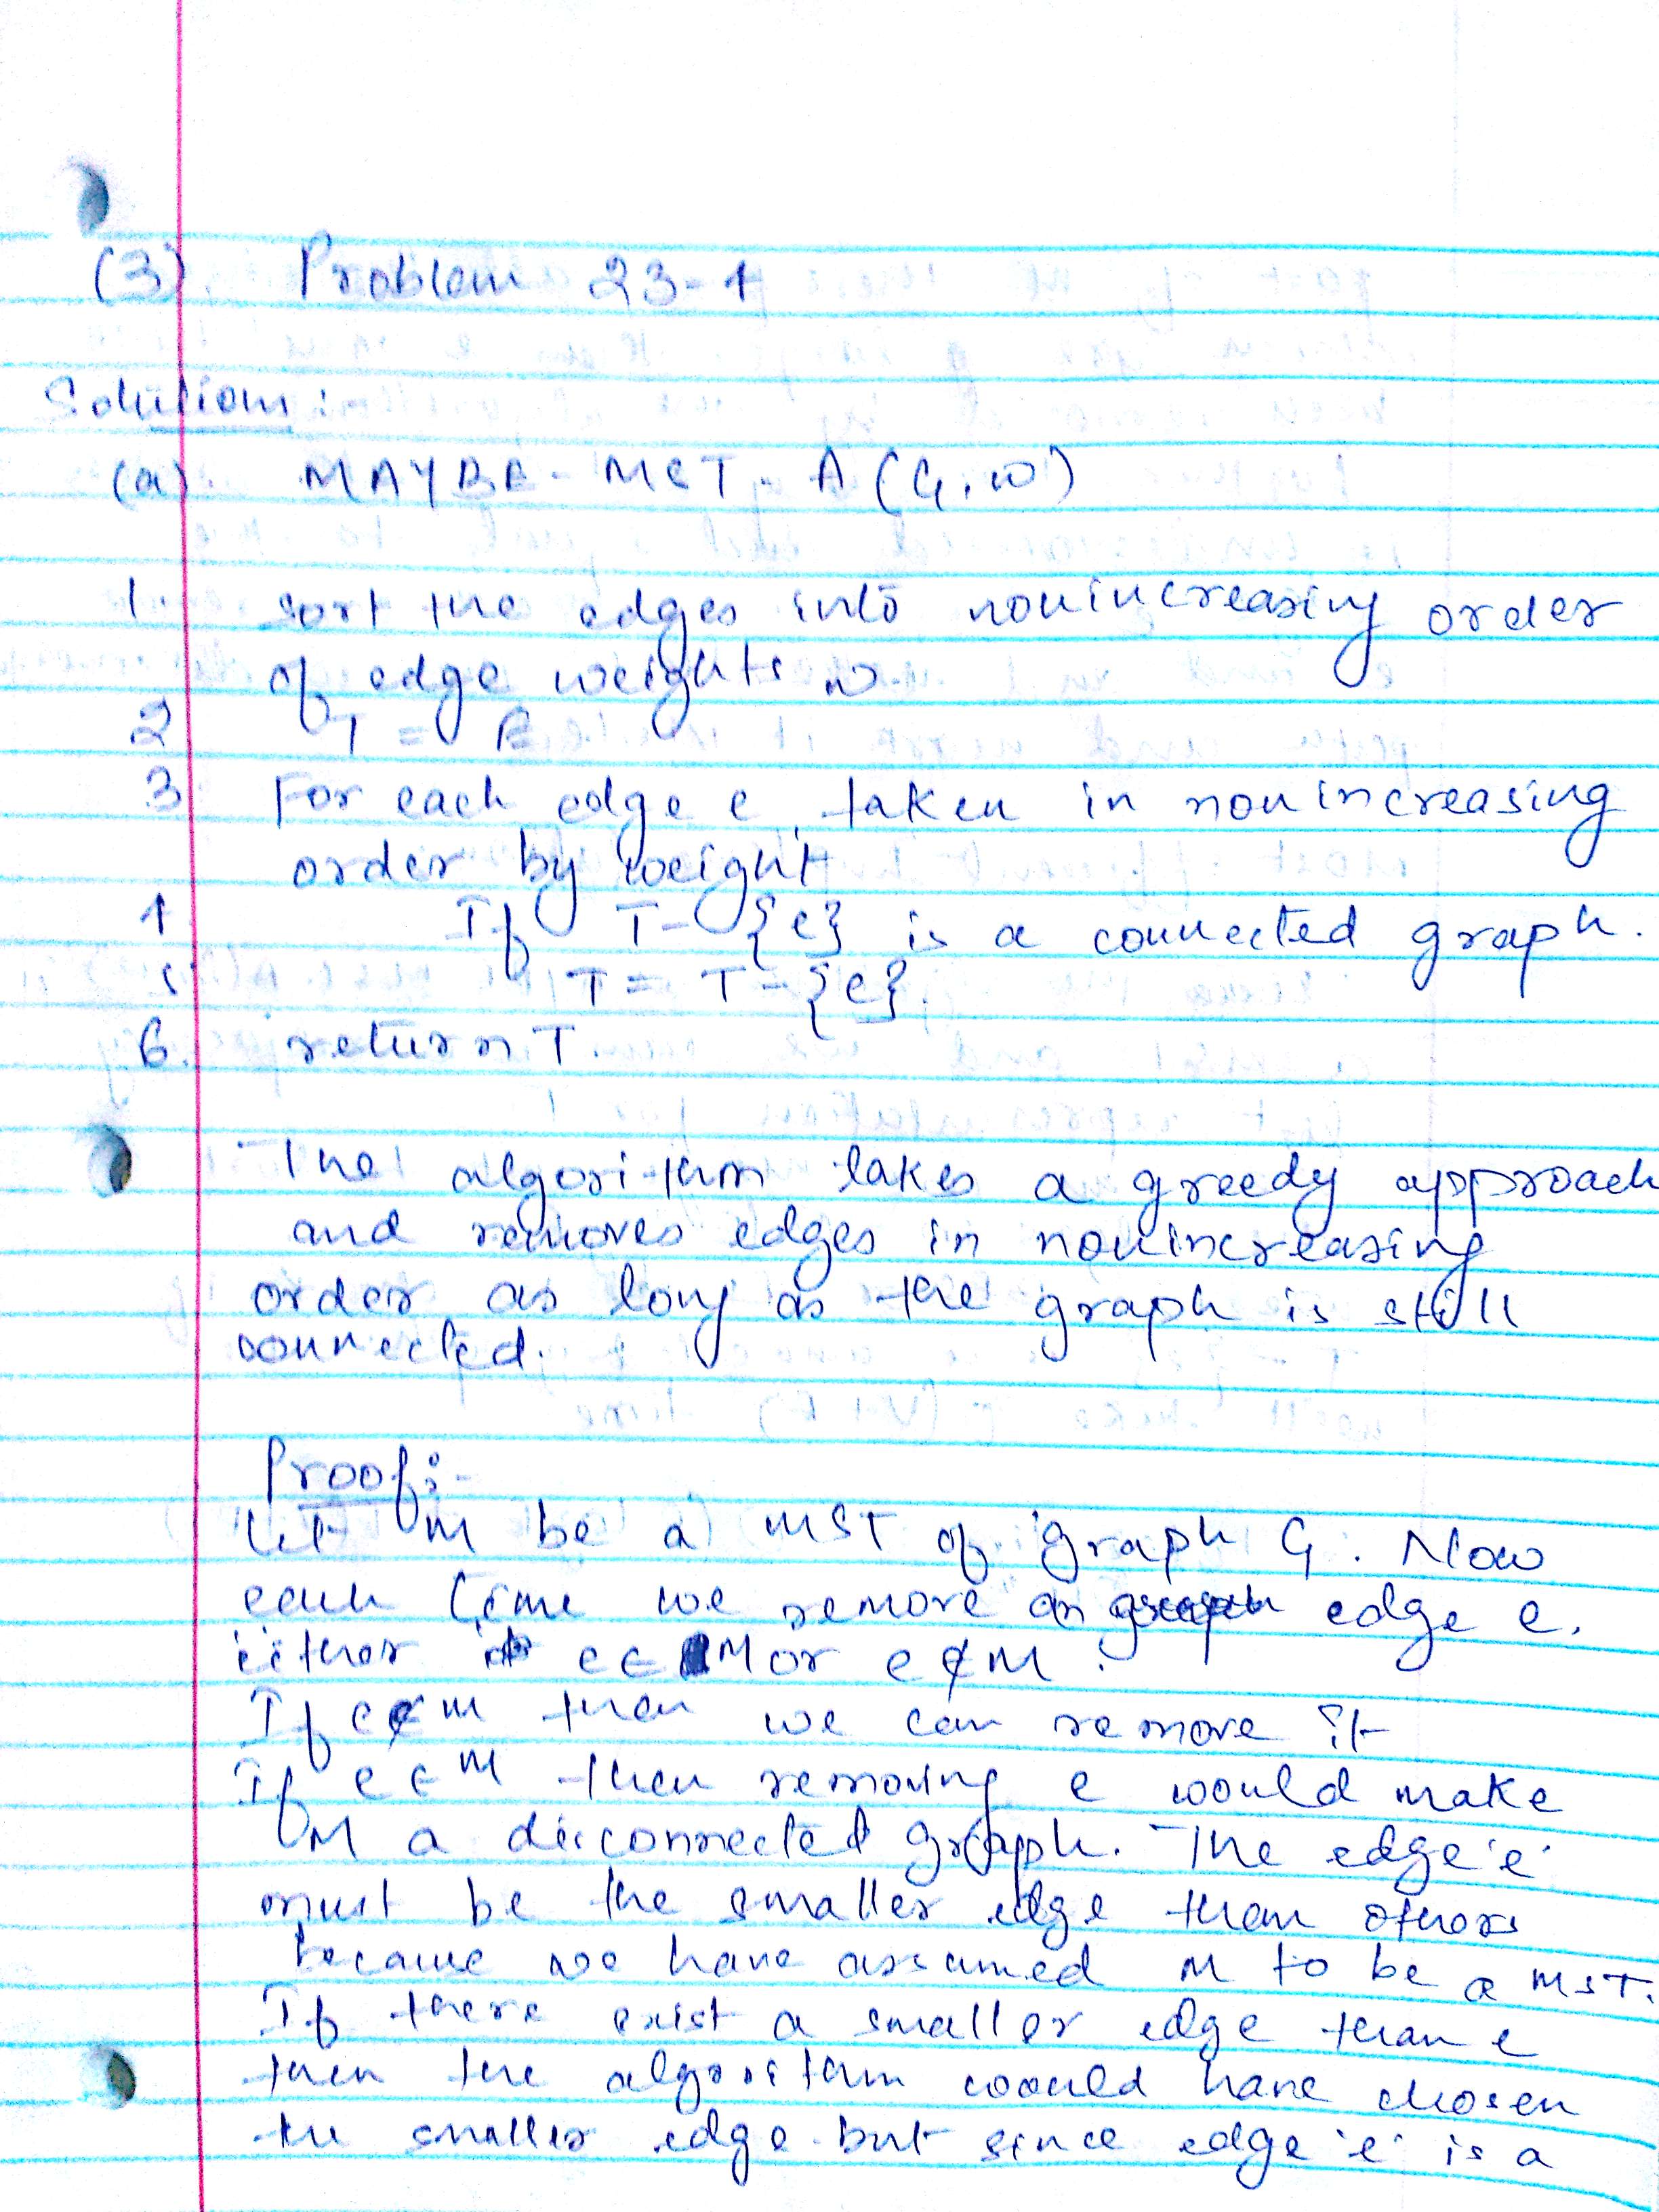 (3) Problem 23-4
Solution:
(a) MAYBE-MST-A(G,w)
1. sort the edges into nonincreasing order
of edge weights w
2 T = E
3 For each edge e, taken in nonincreasing
order by weight
4 If T-{e} is a connected graph.
5 T = T-{e}.
6. return T.
The algorithm takes a greedy approach
and removes edges in nonincreasing
order as long as the graph is still
connected.
Proof:-
Let M be a MST of graph G. Now
each time we remove an edge e.
either e∈M or e∉M.
If e∉M then we can remove it
If e∈M then removing e would make
M a disconnected graph. The edge 'e'
must be the smaller edge than others
because we have assumed M to be a MST.
If there exist a smaller edge than e
then the algorithm would have chosen
the smaller edge but since edge 'e' is a